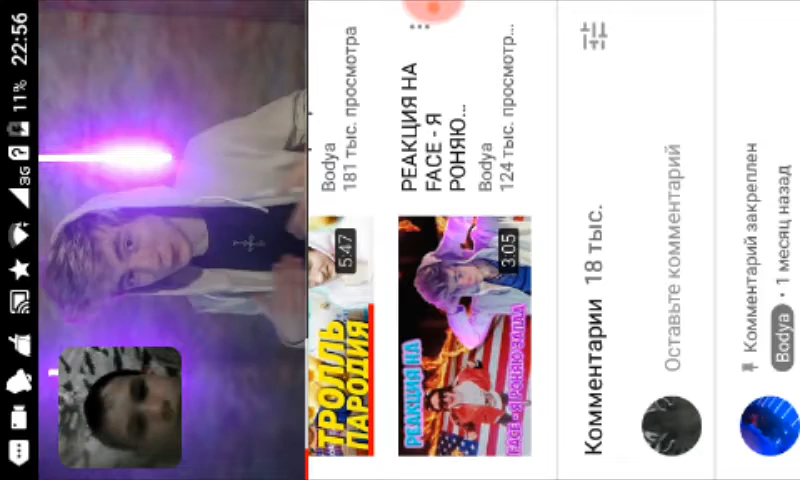 22:56
11%
3G
Bodya
181 тыс. просмотра
5:47
ТРОЛЛЬ
ПАРОДИЯ
РЕАКЦИЯ НА
FACE - Я
РОНЯЮ...
Bodya
124 тыс. просмотр...
3:05
РЕАКЦИЯ НА
FACE - Я РОНЯЮ ЗАПАД
Комментарии 18 тыс.
Оставьте комментарий
Комментарий закреплен
Bodya • 1 месяц назад